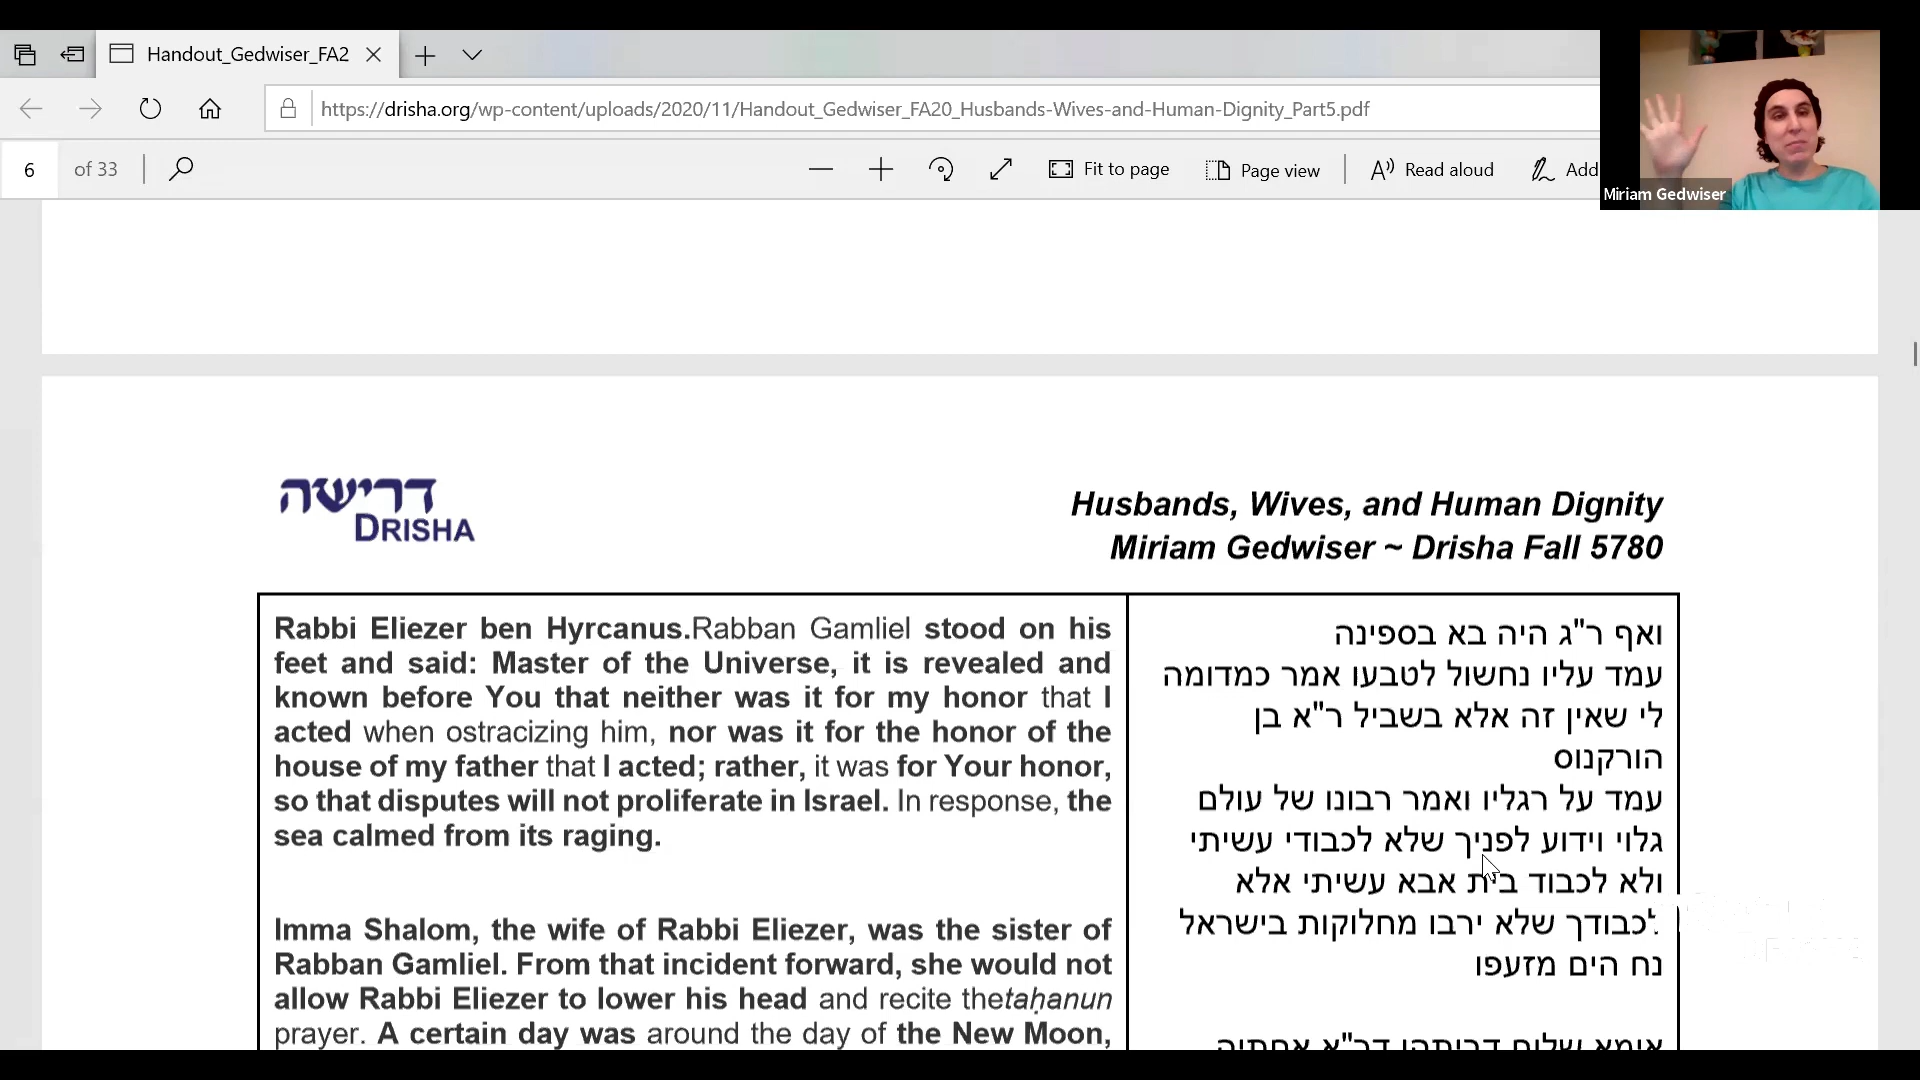 Handout_Gedwiser_FA2
https://drisha.org/wp-content/uploads/2020/11/Handout_Gedwiser_FA20_Husbands-Wives-and-Human-Dignity_Part5.pdf
6 of 33
Fit to page
Page view
Read aloud
Add
Miriam Gedwiser
דרישה
DRISHA
Husbands, Wives, and Human Dignity
Miriam Gedwiser ~ Drisha Fall 5780
Rabbi Eliezer ben Hyrcanus.Rabban Gamliel stood on his
feet and said: Master of the Universe, it is revealed and
known before You that neither was it for my honor that I
acted when ostracizing him, nor was it for the honor of the
house of my father that I acted; rather, it was for Your honor,
so that disputes will not proliferate in Israel. In response, the
sea calmed from its raging.
Imma Shalom, the wife of Rabbi Eliezer, was the sister of
Rabban Gamliel. From that incident forward, she would not
allow Rabbi Eliezer to lower his head and recite thetaḥanun
prayer. A certain day was around the day of the New Moon,
ואף ר"ג היה בא בספינה
עמד עליו נחשול לטבעו אמר כמדומה
לי שאין זה אלא בשביל ר"א בן
הורקנוס
עמד על רגליו ואמר רבונו של עולם
גלוי וידוע לפניך שלא לכבודי עשיתי
ולא לכבוד בית אבא עשיתי אלא
לכבודך שלא ירבו מחלוקות בישראל
נח הים מזעפו
אימא שלום דביתהו דר"א אחתיה